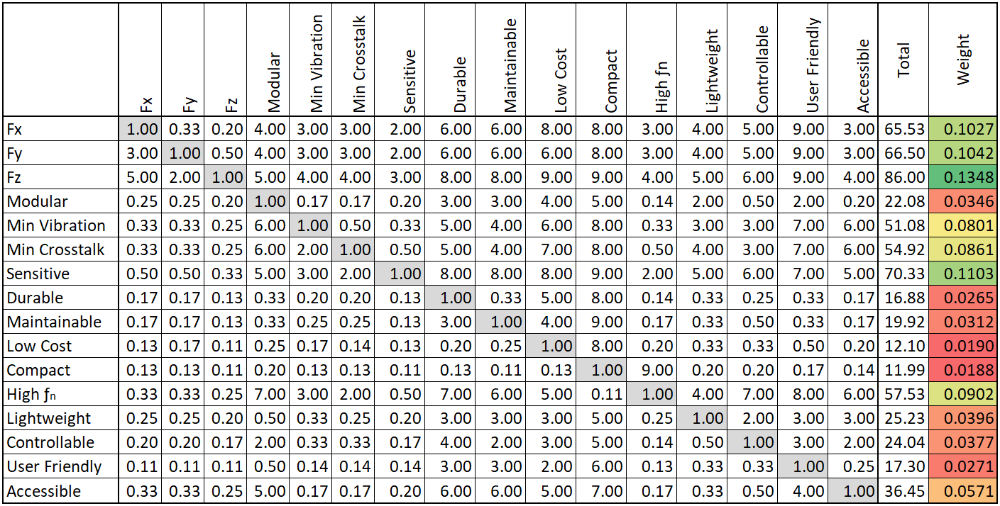 Fx Fy Fz Modular Min Vibration Min Crosstalk Sensitive Durable Maintainable Low Cost Compact High ƒn Lightweight Controllable User Friendly Accessible Total Weight
Fx 1.00 0.33 0.20 4.00 3.00 3.00 2.00 6.00 6.00 8.00 8.00 3.00 4.00 5.00 9.00 3.00 65.53 0.1027
Fy 3.00 1.00 0.50 4.00 3.00 3.00 2.00 6.00 6.00 6.00 8.00 3.00 4.00 5.00 9.00 3.00 66.50 0.1042
Fz 5.00 2.00 1.00 5.00 4.00 4.00 3.00 8.00 8.00 9.00 9.00 4.00 5.00 6.00 9.00 4.00 86.00 0.1348
Modular 0.25 0.25 0.20 1.00 0.17 0.17 0.20 3.00 3.00 4.00 5.00 0.14 2.00 0.50 2.00 0.20 22.08 0.0346
Min Vibration 0.33 0.33 0.25 6.00 1.00 0.50 0.33 5.00 4.00 6.00 8.00 0.33 3.00 3.00 7.00 6.00 51.08 0.0801
Min Crosstalk 0.33 0.33 0.25 6.00 2.00 1.00 0.50 5.00 4.00 7.00 8.00 0.50 4.00 3.00 7.00 6.00 54.92 0.0861
Sensitive 0.50 0.50 0.33 5.00 3.00 2.00 1.00 8.00 8.00 8.00 9.00 2.00 5.00 6.00 7.00 5.00 70.33 0.1103
Durable 0.17 0.17 0.13 0.33 0.20 0.20 0.13 1.00 0.33 5.00 8.00 0.14 0.33 0.25 0.33 0.17 16.88 0.0265
Maintainable 0.17 0.17 0.13 0.33 0.25 0.25 0.13 3.00 1.00 4.00 9.00 0.17 0.33 0.50 0.33 0.17 19.92 0.0312
Low Cost 0.13 0.17 0.11 0.25 0.17 0.14 0.13 0.20 0.25 1.00 8.00 0.20 0.33 0.33 0.50 0.20 12.10 0.0190
Compact 0.13 0.13 0.11 0.20 0.13 0.13 0.11 0.13 0.11 0.13 1.00 9.00 0.20 0.20 0.17 0.14 11.99 0.0188
High ƒn 0.33 0.33 0.25 7.00 3.00 2.00 0.50 7.00 6.00 5.00 0.11 1.00 4.00 7.00 8.00 6.00 57.53 0.0902
Lightweight 0.25 0.25 0.20 0.50 0.33 0.25 0.20 3.00 3.00 3.00 5.00 0.25 1.00 2.00 3.00 3.00 25.23 0.0396
Controllable 0.20 0.20 0.17 2.00 0.33 0.33 0.17 4.00 2.00 3.00 5.00 0.14 0.50 1.00 3.00 2.00 24.04 0.0377
User Friendly 0.11 0.11 0.11 0.50 0.14 0.14 0.14 3.00 3.00 2.00 6.00 0.13 0.33 0.33 1.00 0.25 17.30 0.0271
Accessible 0.33 0.33 0.25 5.00 0.17 0.17 0.20 6.00 6.00 5.00 7.00 0.17 0.33 0.50 4.00 1.00 36.45 0.0571